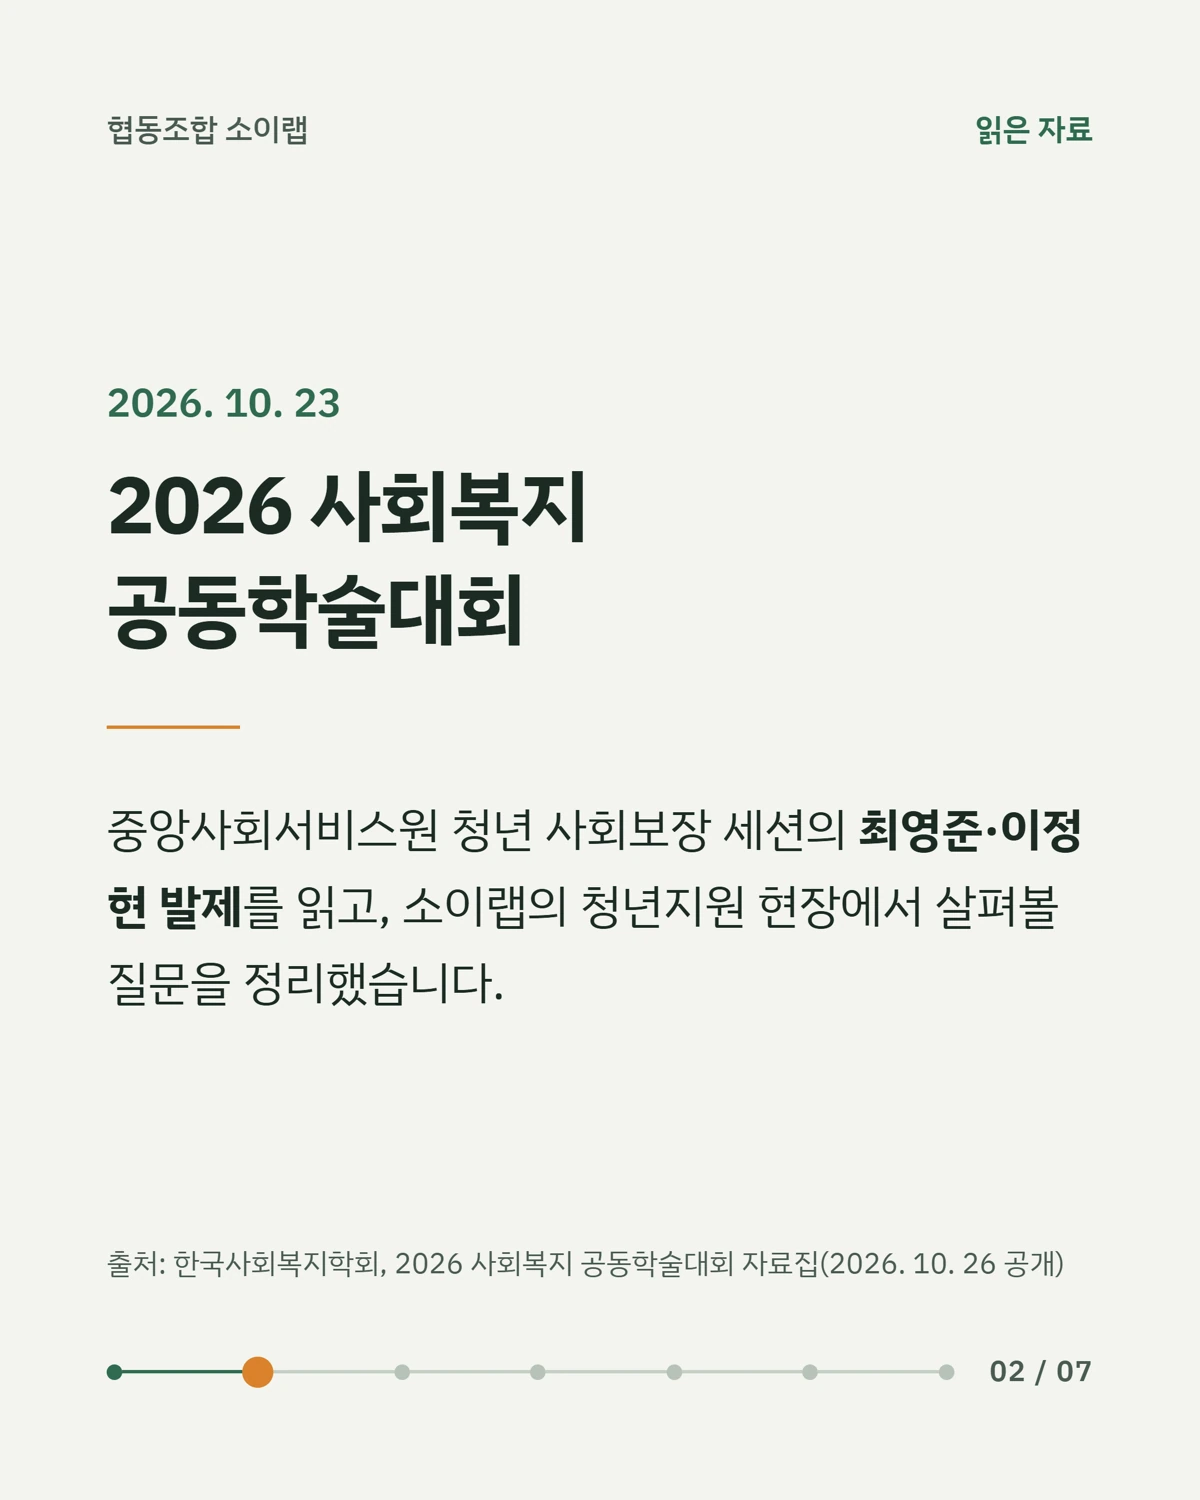 협동조합 소이랩
읽은 자료
2026. 10. 23
2026 사회복지
공동학술대회
중앙사회서비스원 청년 사회보장 세션의 최영준·이정
현 발제를 읽고, 소이랩의 청년지원 현장에서 살펴볼
질문을 정리했습니다.
출처: 한국사회복지학회, 2026 사회복지 공동학술대회 자료집(2026. 10. 26 공개)
02 / 07